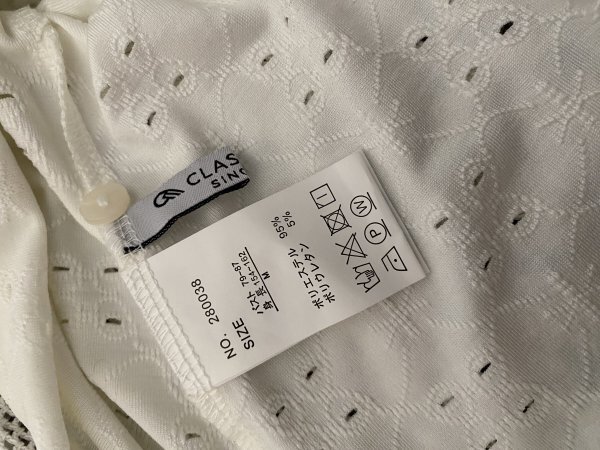 CLAS
SINC
NO. 280038
SIZE
バスト 79~87
身長 154~162
M
ポリエステル 95%
ポリウレタン 5%
P W